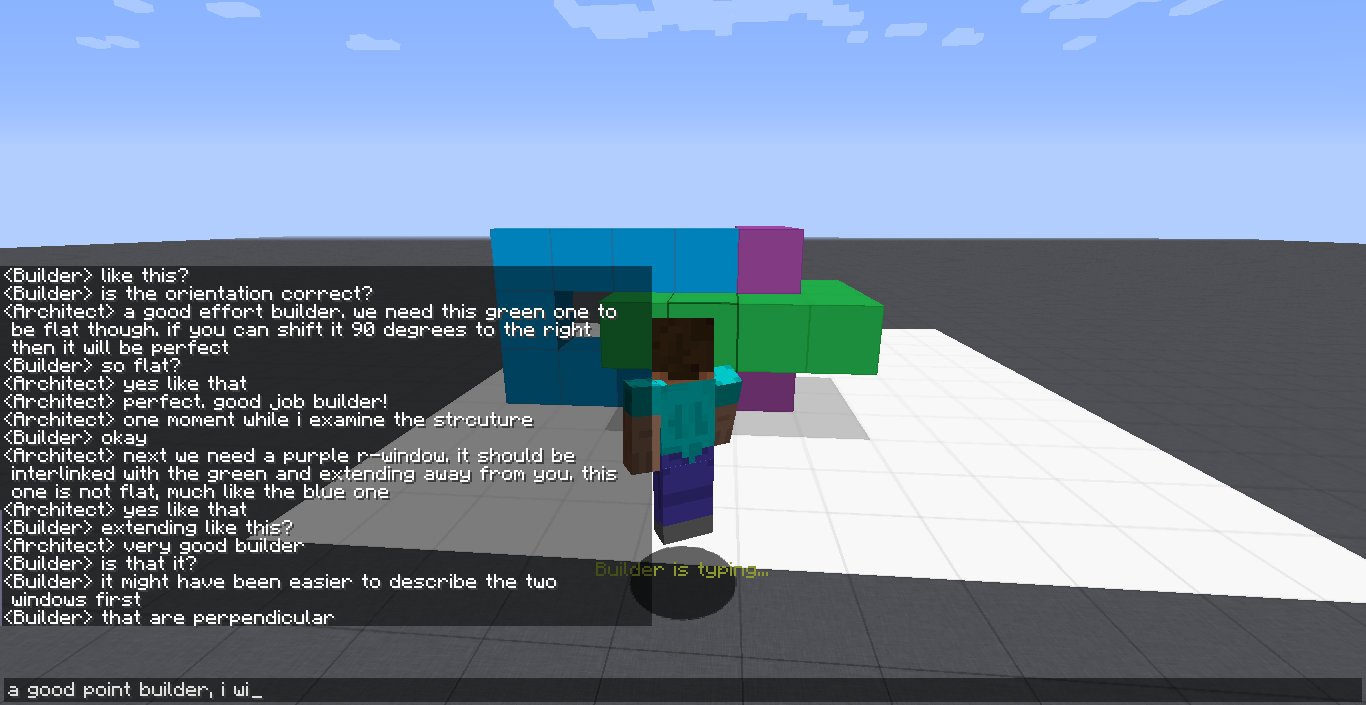 <Builder> like this?
<Builder> is the orientation correct?
<Architect> a good effort builder. we need this green one to
be flat though. if you can shift it 90 degrees to the right
then it will be perfect
<Builder> so flat?
<Architect> yes like that
<Architect> perfect. good job builder!
<Architect> one moment while i examine the strcuture
<Builder> okay
<Architect> next we need a purple r-window. it should be
interlinked with the green and extending away from you. this
one is not flat, much like the blue one
<Architect> yes like that
<Builder> extending like this?
<Architect> very good builder
<Builder> is that it?
<Builder> it might have been easier to describe the two
windows first
<Builder> that are perpendicular
Builder is typing...
a good point builder, i wi_